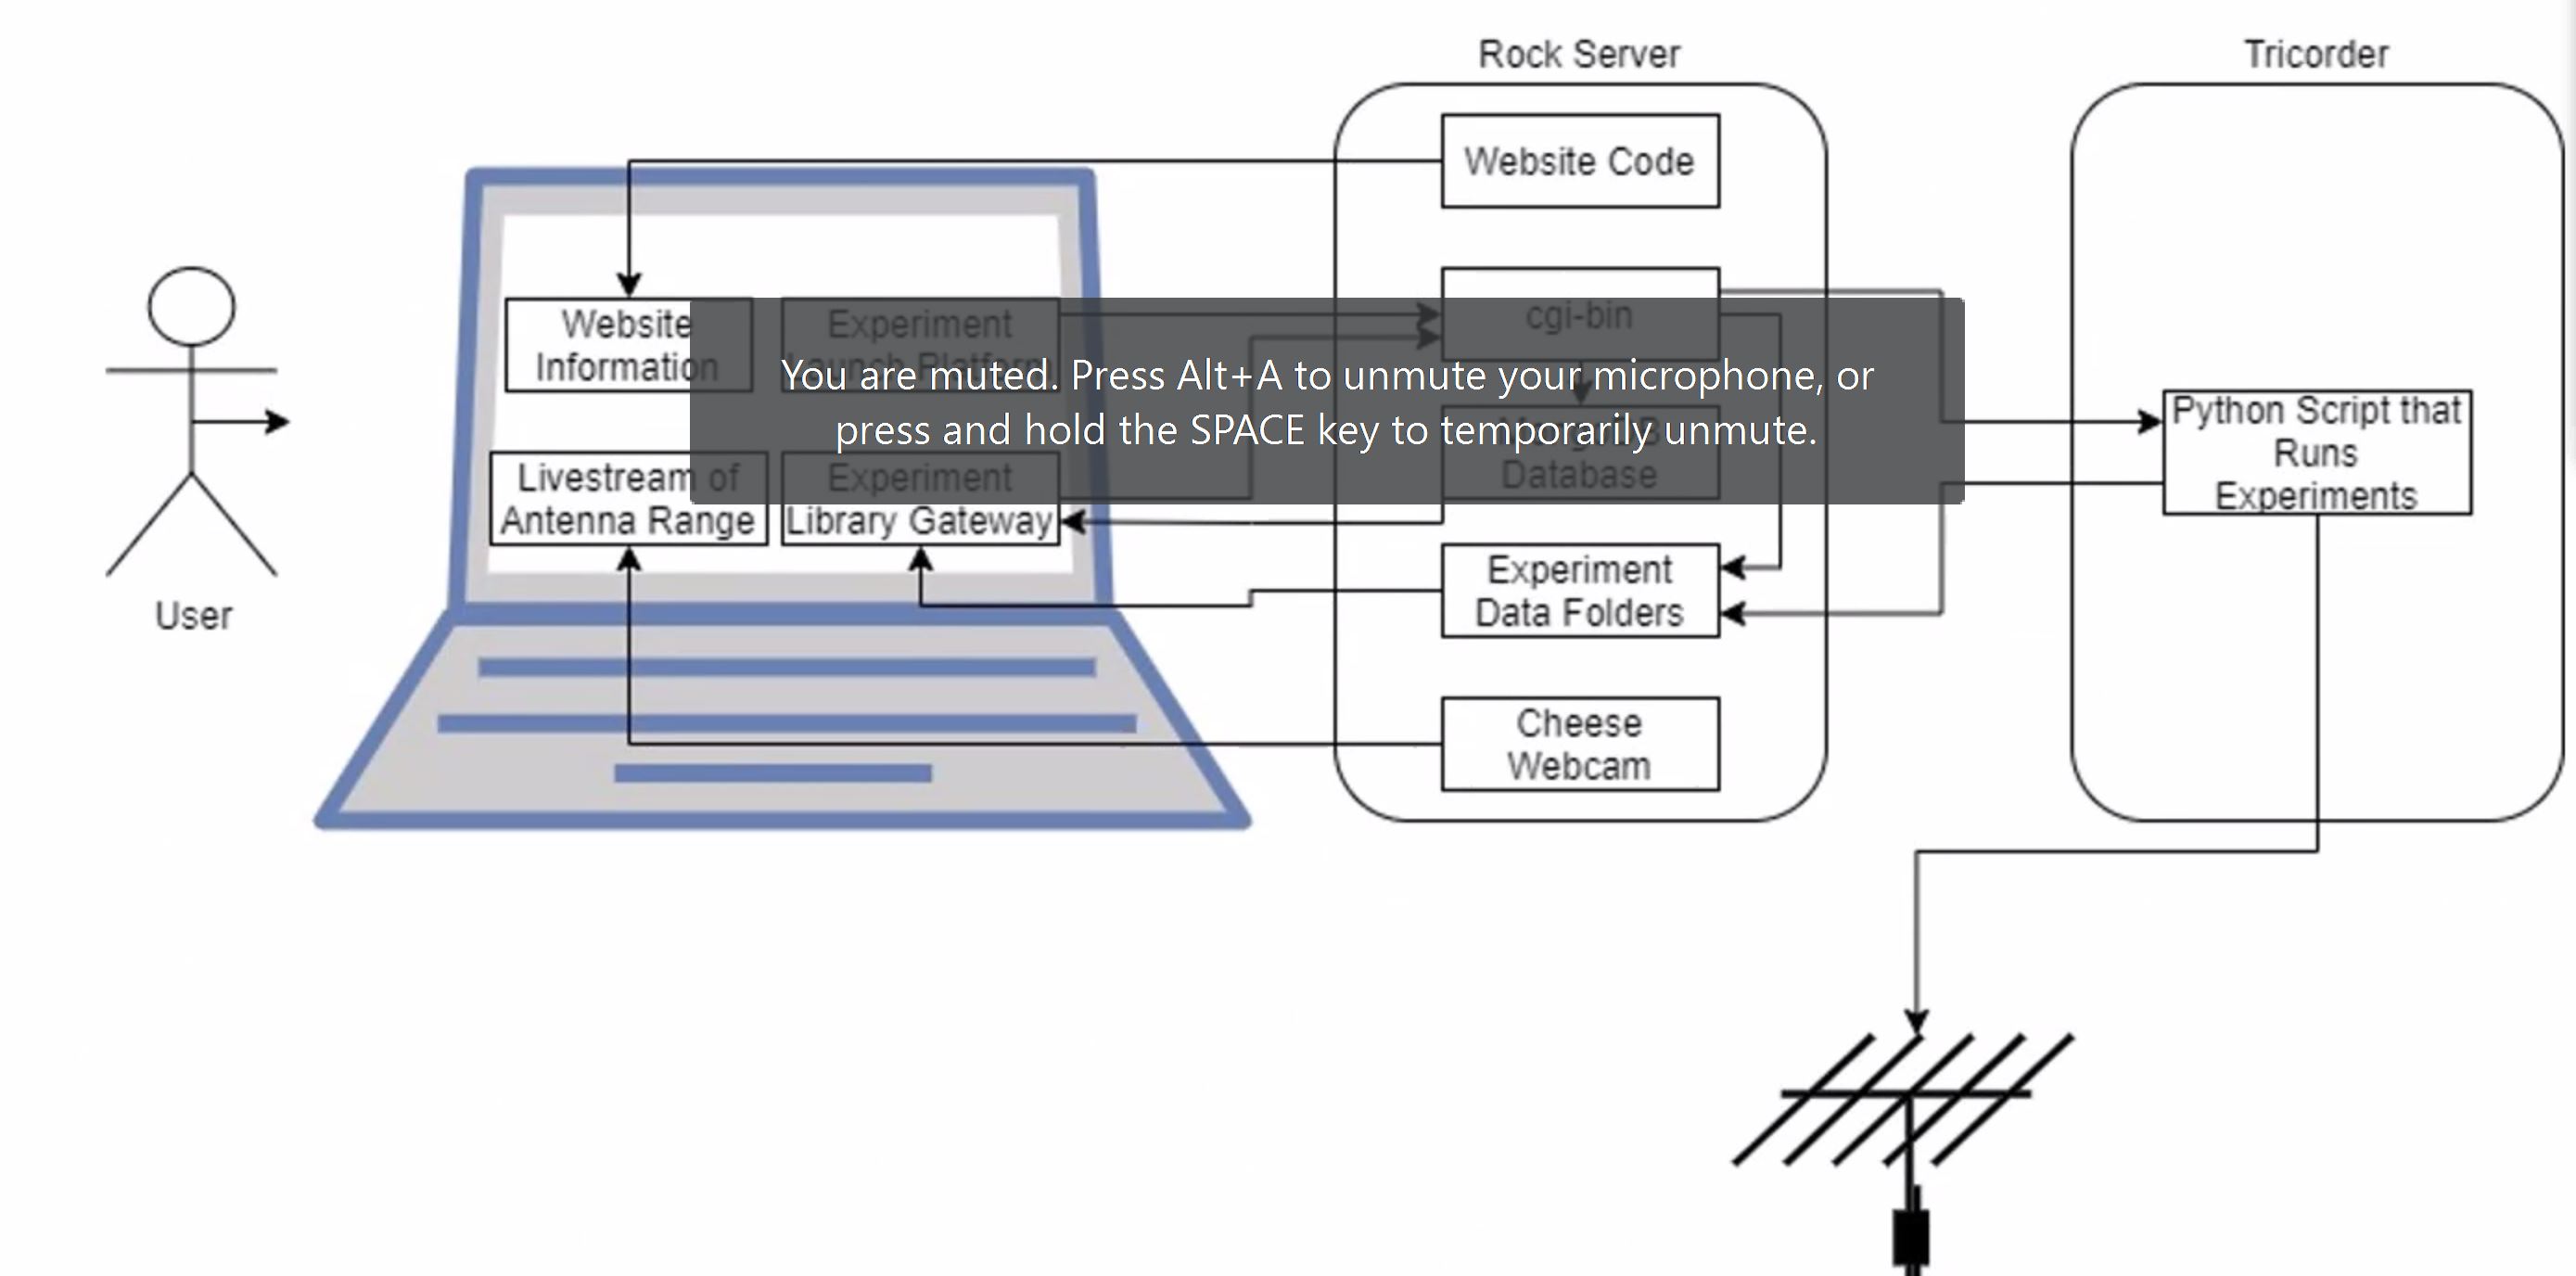 Rock Server
Tricorder
Website Code
Website
Information
Experiment
Launch Platform
cgi-bin
You are muted. Press Alt+A to unmute your microphone, or
press and hold the SPACE key to temporarily unmute.
Database
Python Script that
Runs
Experiments
Livestream of
Antenna Range
Experiment
Library Gateway
Experiment
Data Folders
User
Cheese
Webcam